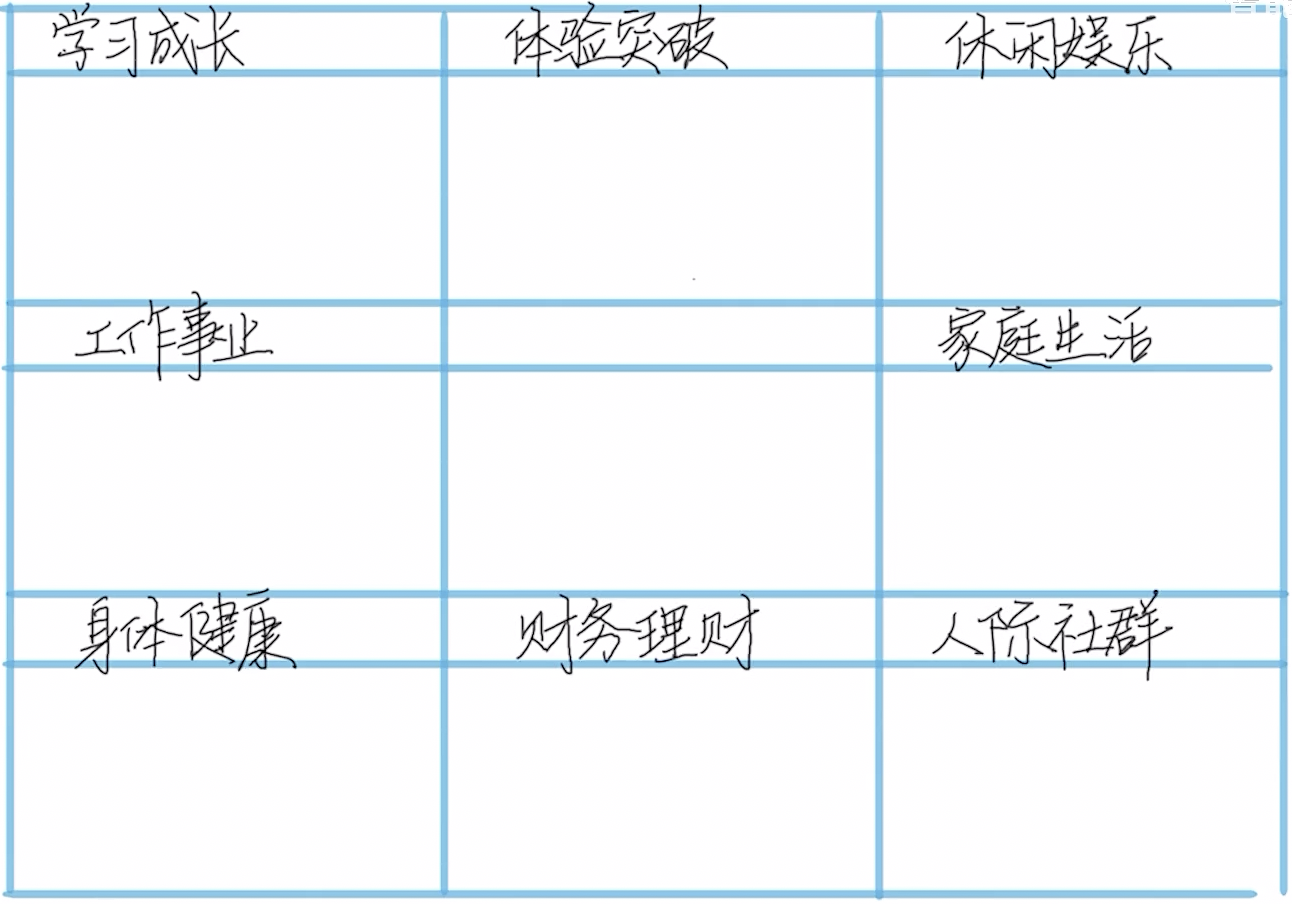 学习成长
体验突破
休闲娱乐
工作事业
家庭生活
身体健康
财务理财
人际社群